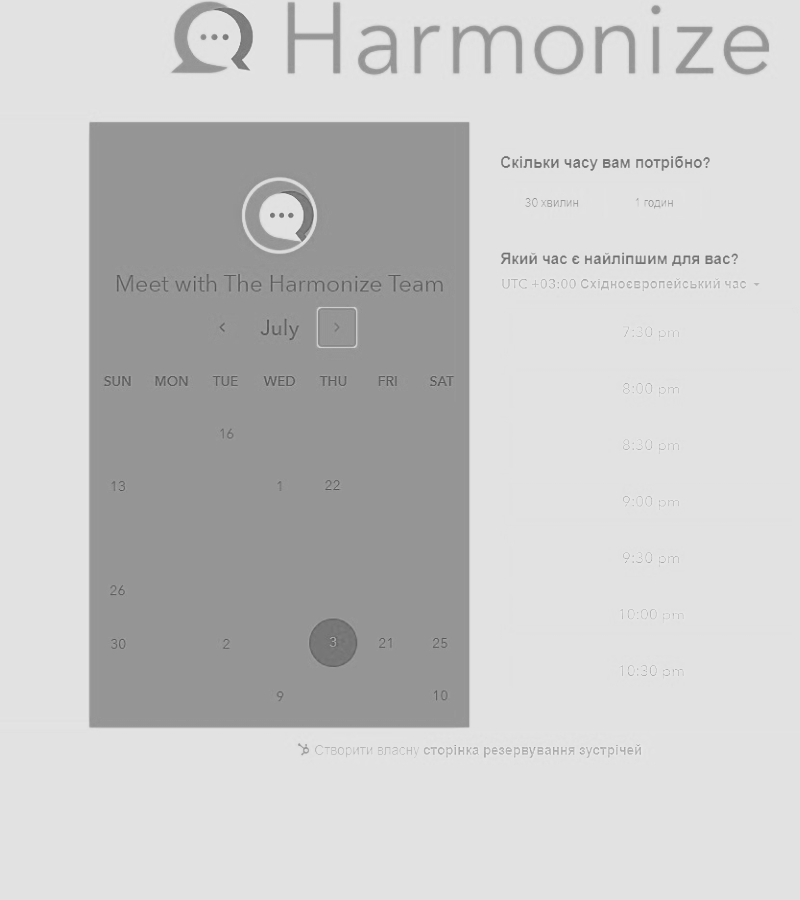 Harmonize
Meet with The Harmonize Team
July
SUN MON TUE WED THU FRI SAT
16
13 1 22
26
30 2 3 21 25
9 10
Скільки часу вам потрібно?
30 хвилин 1 годин
Який час є найліпшим для вас?
UTC +03:00 Східноєвропейський час
7:30 pm
8:00 pm
8:30 pm
9:00 pm
9:30 pm
10:00 pm
10:30 pm
Створити власну сторінка резервування зустрічей